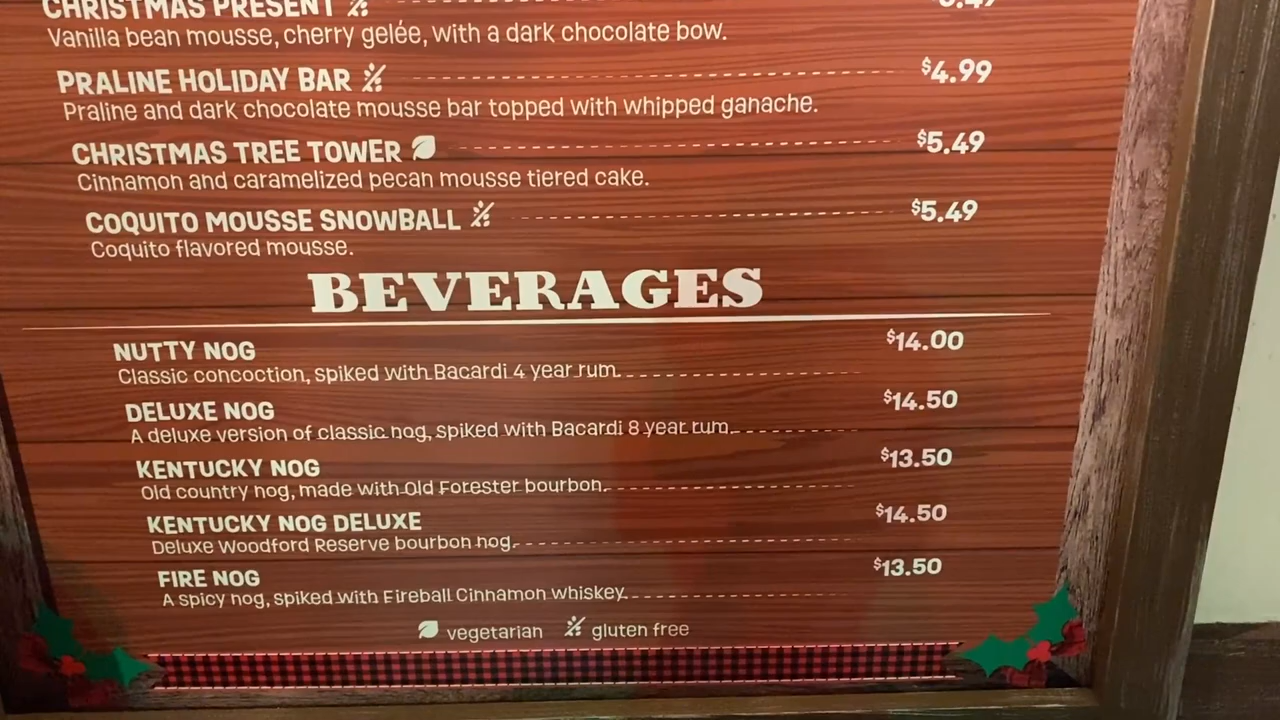 CHRISTMAS PRESENT
Vanilla bean mousse, cherry gelée, with a dark chocolate bow.
PRALINE HOLIDAY BAR $4.99
Praline and dark chocolate mousse bar topped with whipped ganache.
CHRISTMAS TREE TOWER $5.49
Cinnamon and caramelized pecan mousse tiered cake.
COQUITO MOUSSE SNOWBALL $5.49
Coquito flavored mousse.
BEVERAGES
NUTTY NOG $14.00
Classic concoction, spiked with Bacardi 4 year rum.
DELUXE NOG $14.50
A deluxe version of classic nog, spiked with Bacardi 8 year rum.
KENTUCKY NOG $13.50
Old country nog, made with Old Forester bourbon.
KENTUCKY NOG DELUXE $14.50
Deluxe Woodford Reserve bourbon nog.
FIRE NOG $13.50
A spicy nog, spiked with Fireball Cinnamon whiskey.
vegetarian gluten free